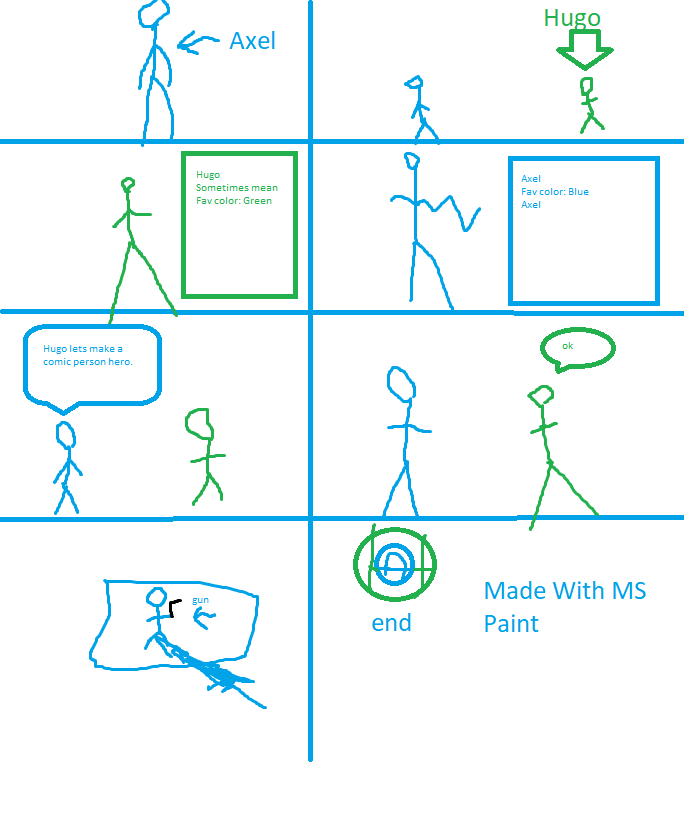 Axel
Hugo
Hugo
Sometimes mean
Fav color: Green
Axel
Fav color: Blue
Axel
Hugo lets make a
comic person hero.
ok
gun
end
Made With MS
Paint